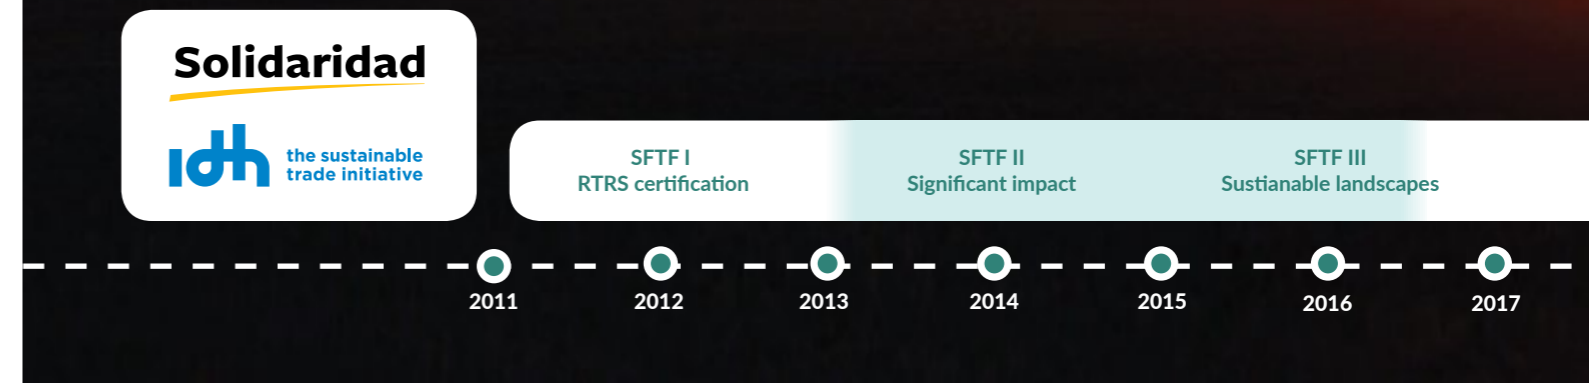 Solidaridad
idh
the sustainable
trade initiative
SFTF I
RTRS certification
SFTF II
Significant impact
SFTF III
Sustianable landscapes
2011
2012
2013
2014
2015
2016
2017